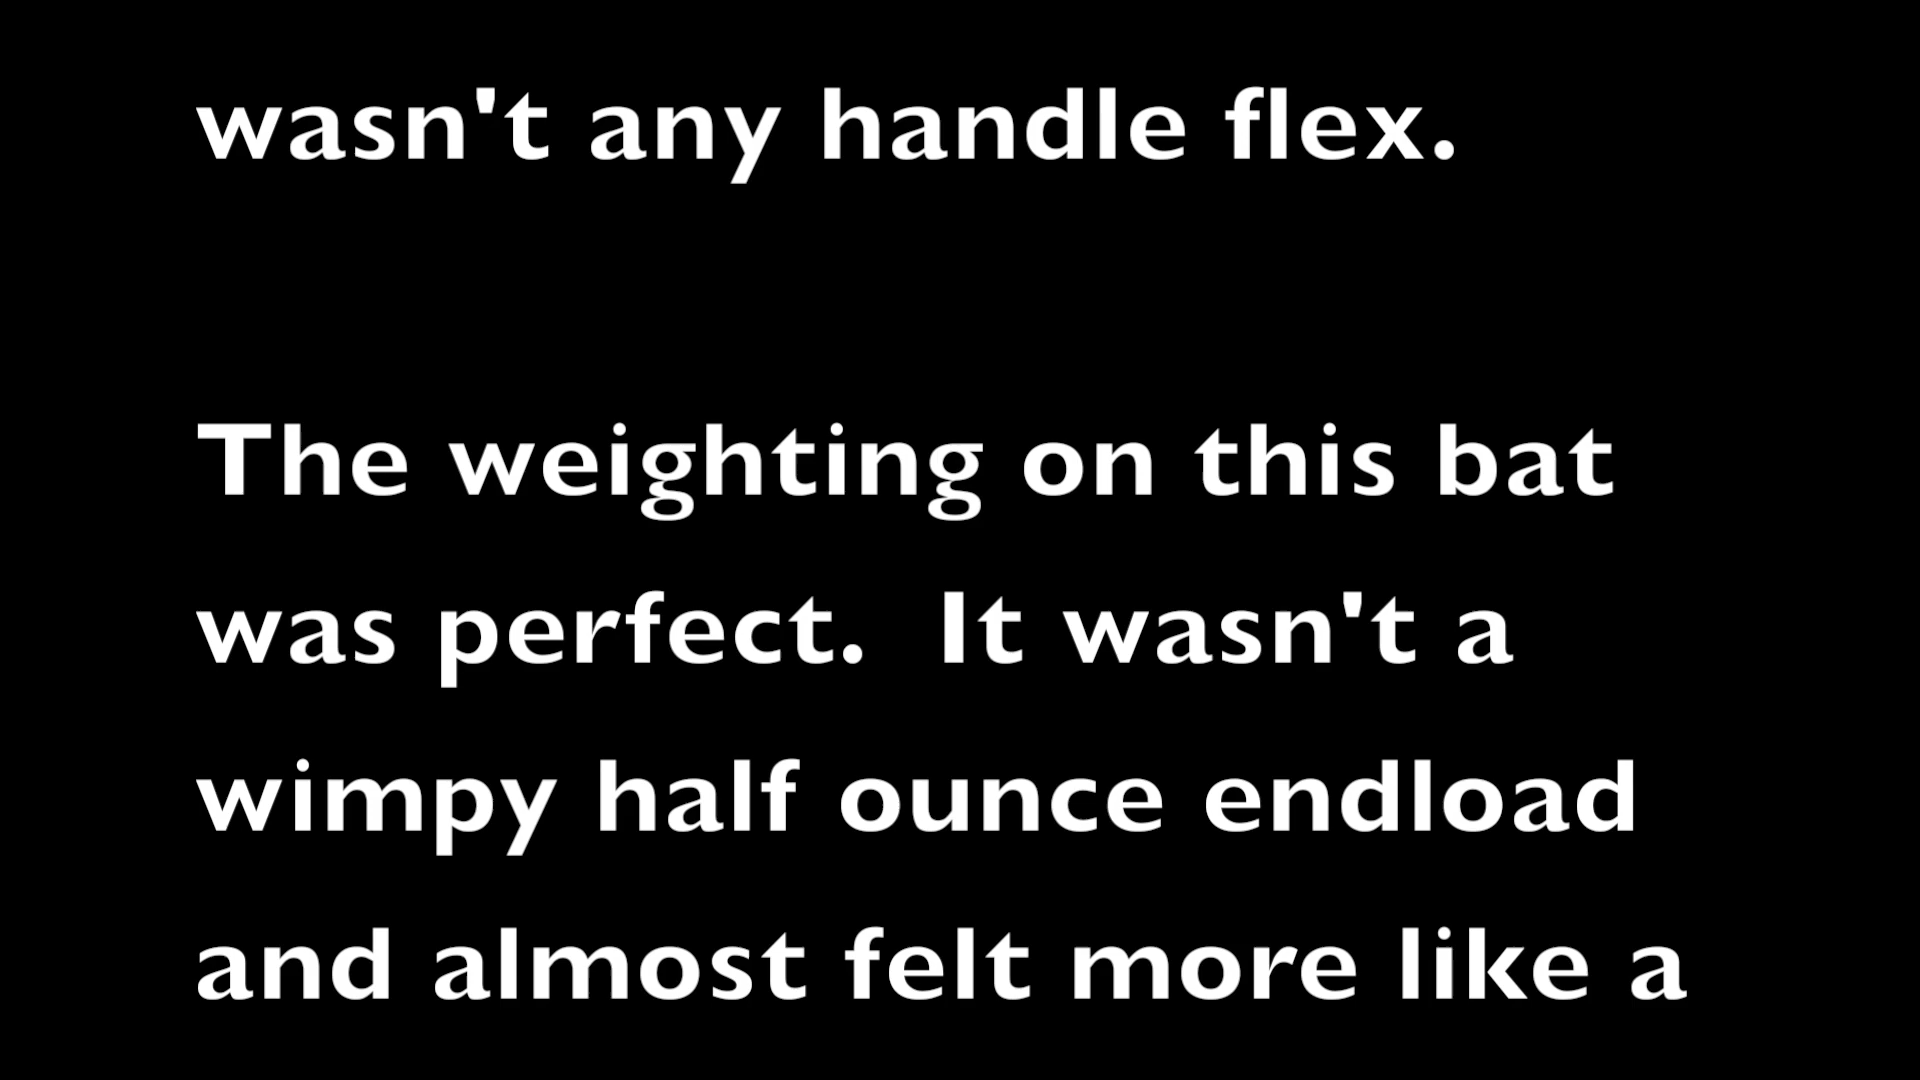 wasn't any handle flex.
The weighting on this bat
was perfect.  It wasn't a
wimpy half ounce endload
and almost felt more like a